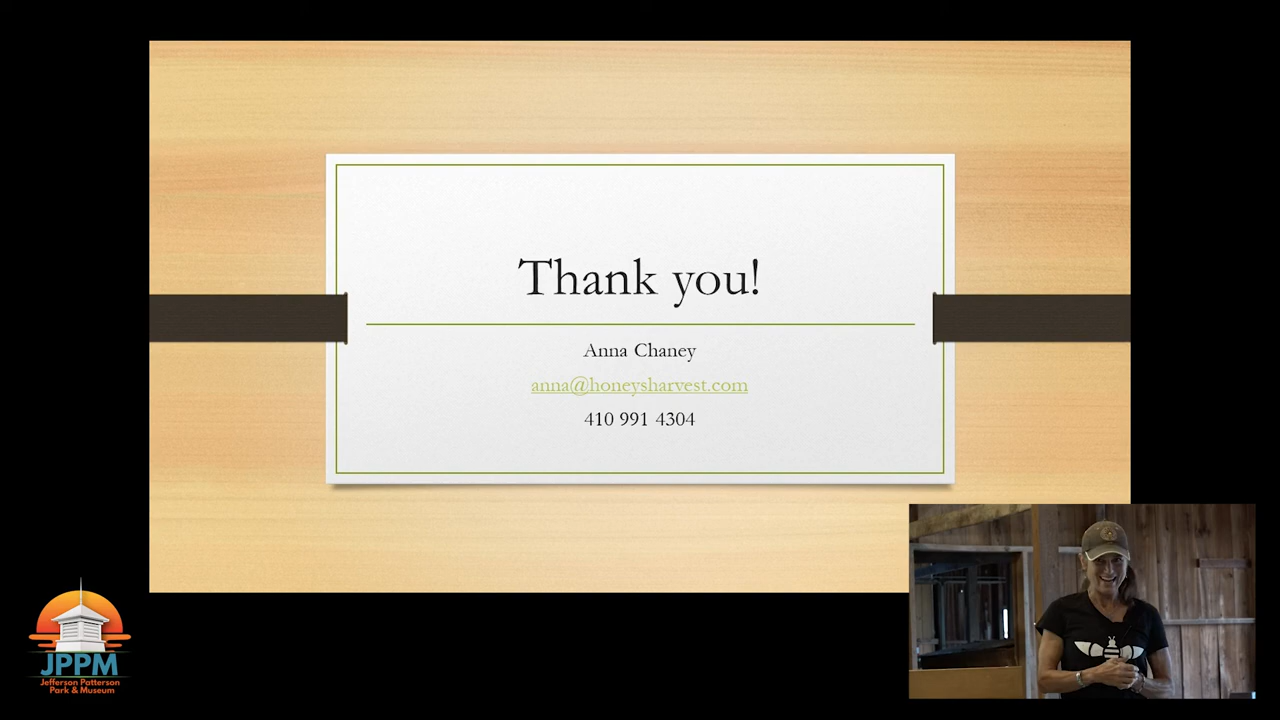 Thank you!
Anna Chaney
anna@honeysharvest.com
410 991 4304
JPPM
Jefferson Patterson
Park & Museum